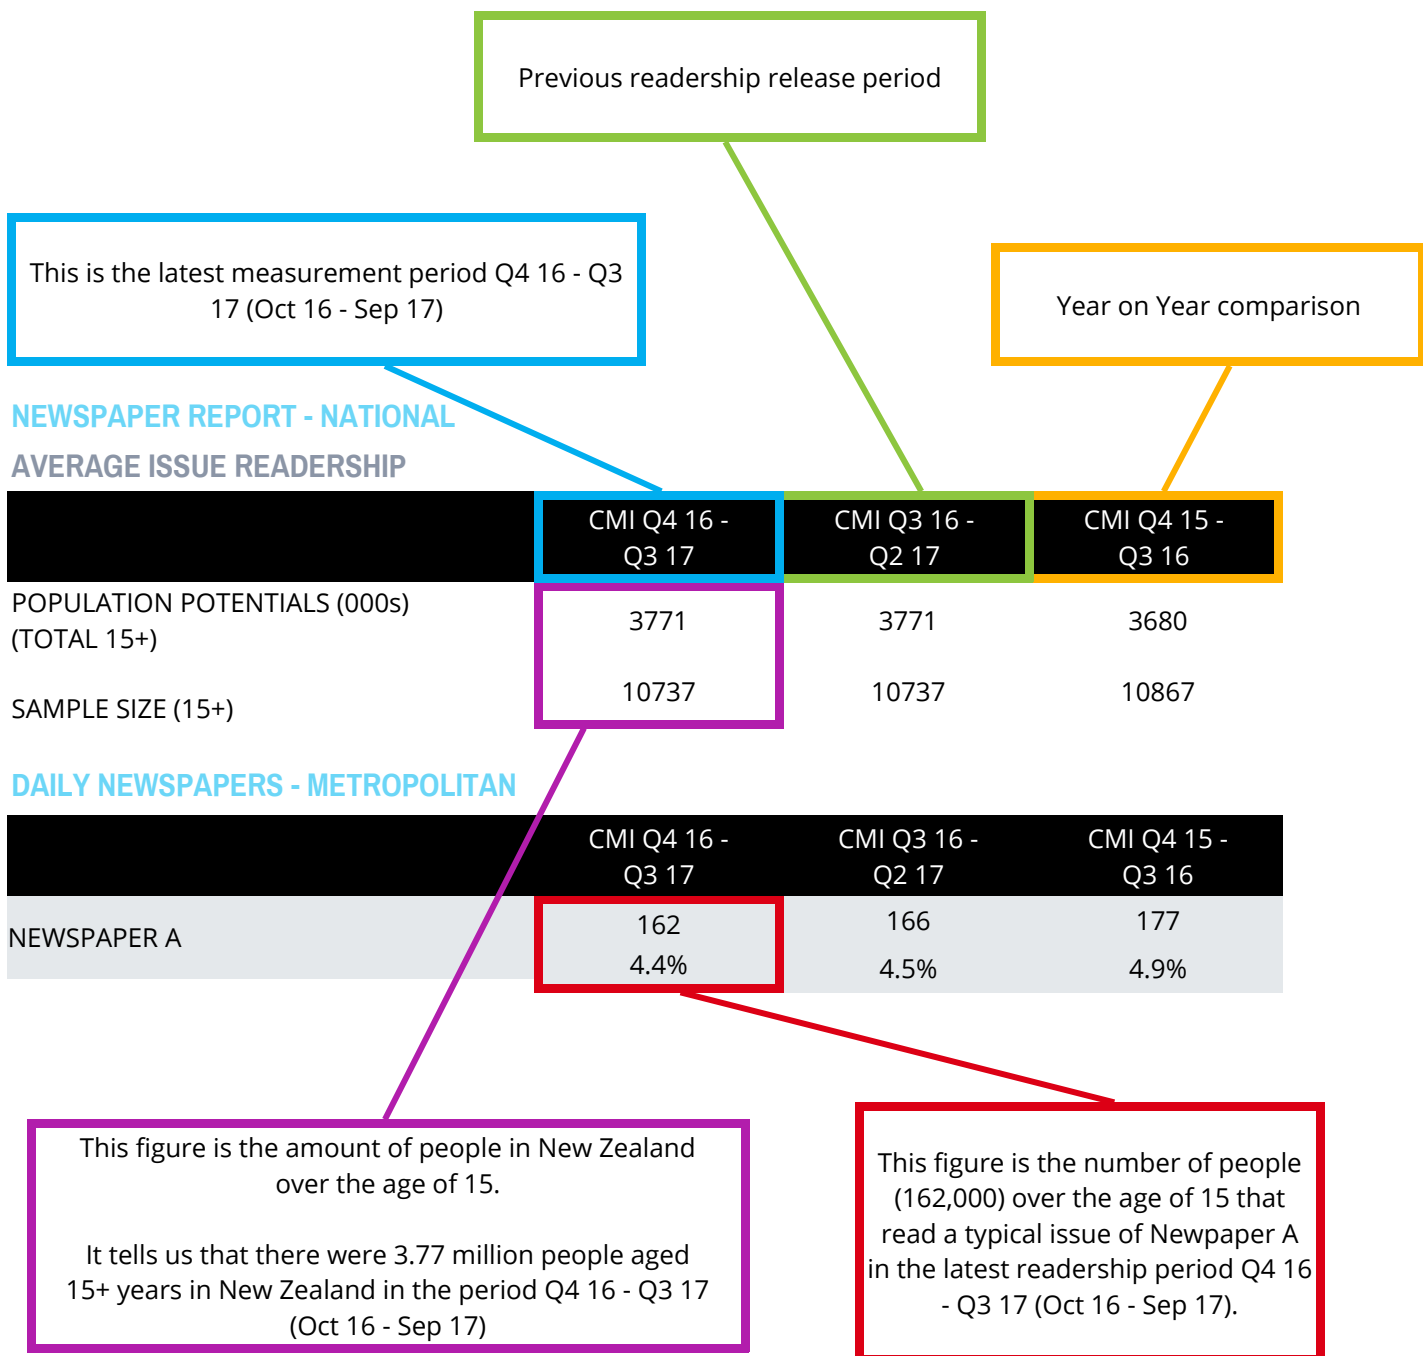 Previous readership release period
This is the latest measurement period Q4 16 - Q3
17 (Oct 16 - Sep 17)
Year on Year comparison
NEWSPAPER REPORT - NATIONAL
AVERAGE ISSUE READERSHIP
CMI Q4 16 -
Q3 17
CMI Q3 16 -
Q2 17
CMI Q4 15 -
Q3 16
POPULATION POTENTIALS (000s)
(TOTAL 15+)
3771
3771
3680
SAMPLE SIZE (15+)
10737
10737
10867
DAILY NEWSPAPERS - METROPOLITAN
CMI Q4 16 -
Q3 17
CMI Q3 16 -
Q2 17
CMI Q4 15 -
Q3 16
NEWSPAPER A
162
166
177
4.4%
4.5%
4.9%
This figure is the amount of people in New Zealand
over the age of 15.
It tells us that there were 3.77 million people aged
15+ years in New Zealand in the period Q4 16 - Q3 17
(Oct 16 - Sep 17)
This figure is the number of people
(162,000) over the age of 15 that
read a typical issue of Newpaper A
in the latest readership period Q4 16
- Q3 17 (Oct 16 - Sep 17).